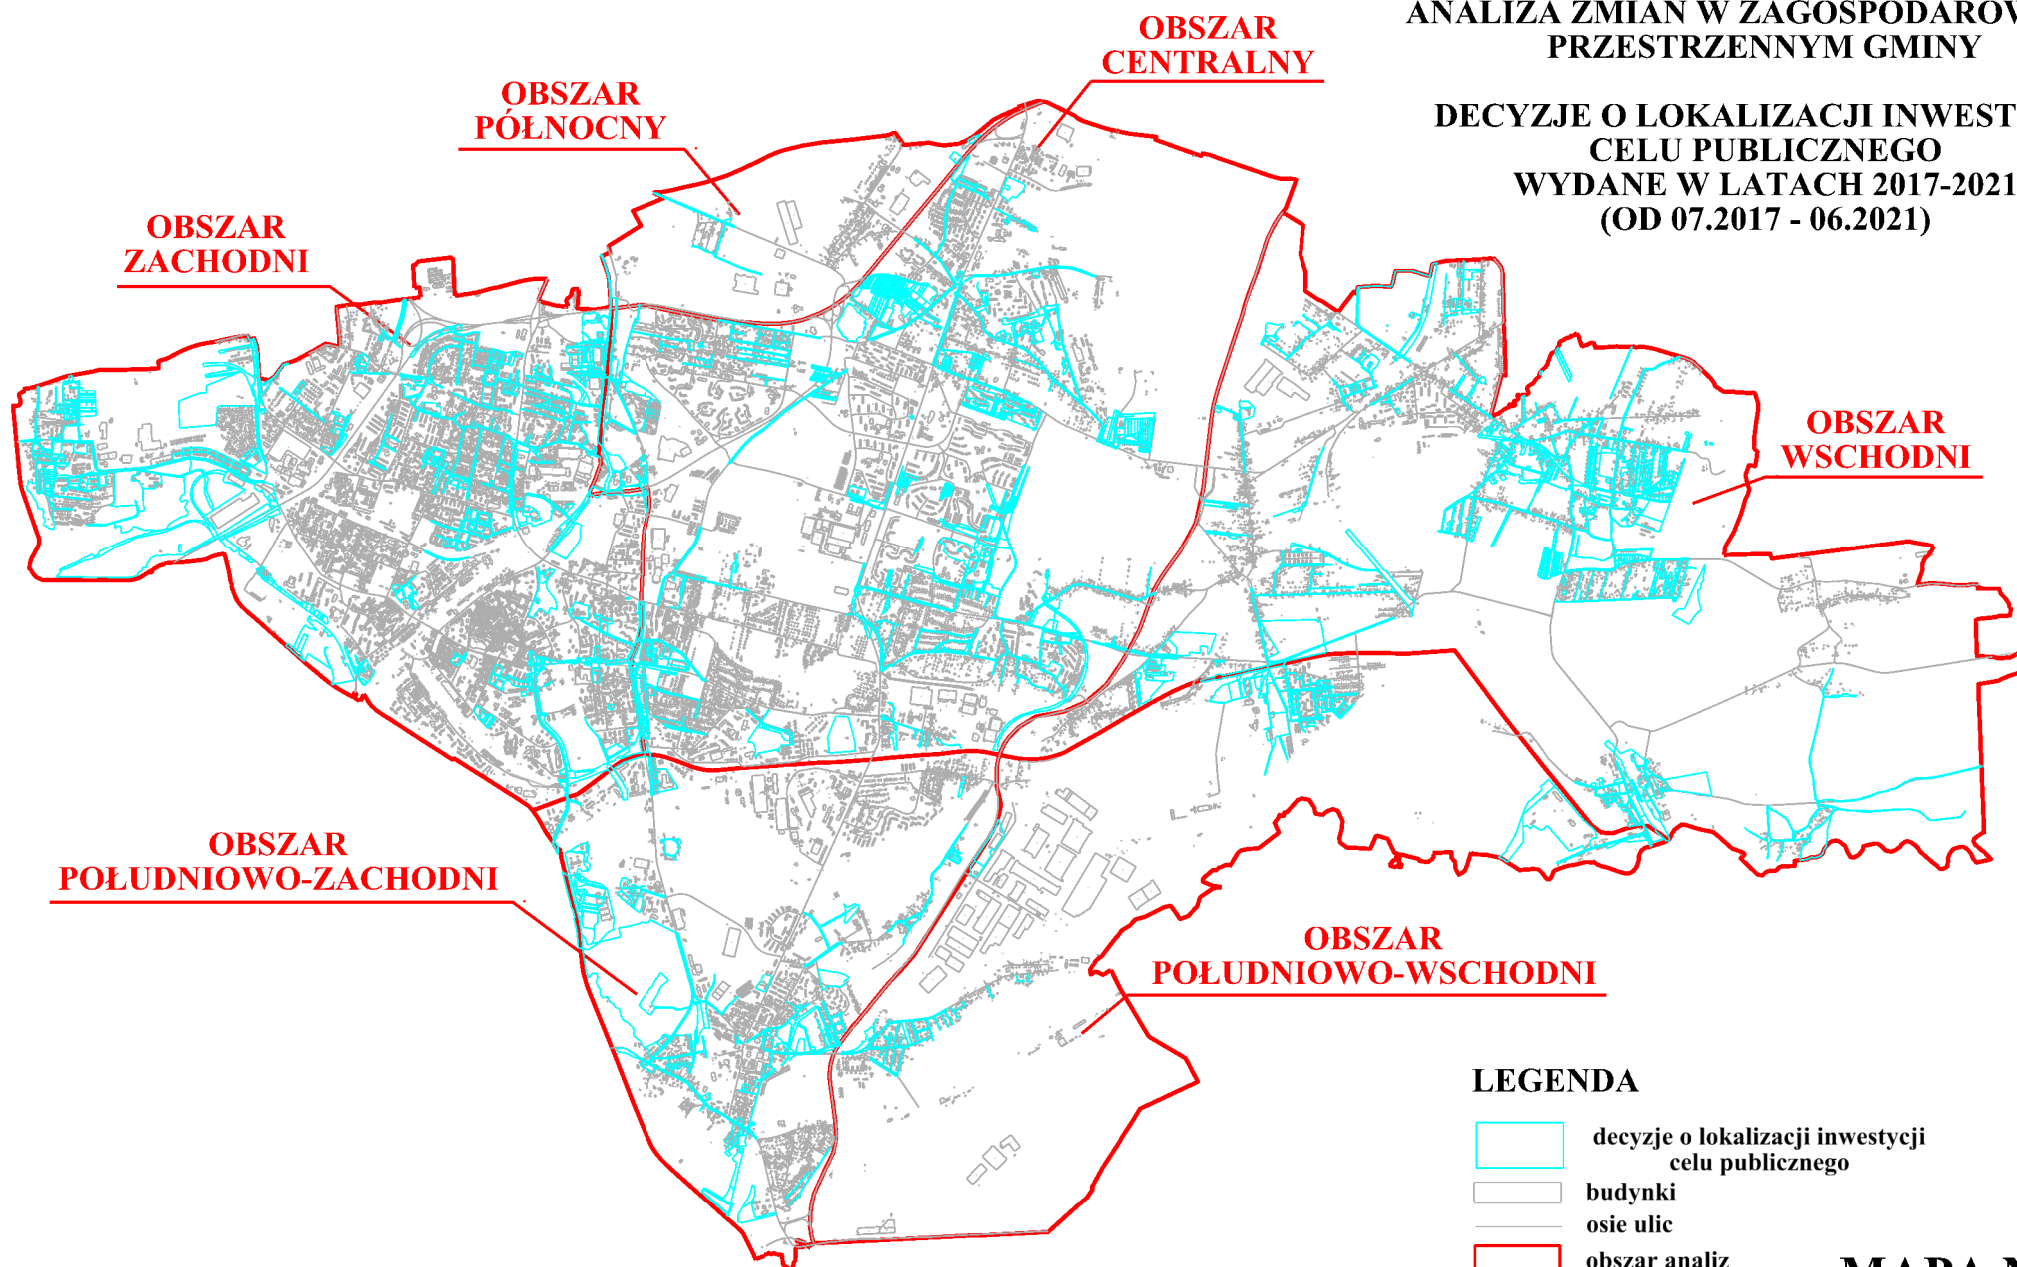 ANALIZA ZMIAN W
PRZESTRZENNYM GMINY
DECYZJE O LOKALIZACJI
CELU PUBLICZNEGO
WYDANE W LATACH 2017-2021
(OD 07.2017 - 06.2021)
OBSZAR
CENTRALNY
OBSZAR
PÓŁNOCNY
OBSZAR
ZACHODNI
OBSZAR
WSCHODNI
OBSZAR
POŁUDNIOWO-ZACHODNI
OBSZAR
POŁUDNIOWO-WSCHODNI
LEGENDA
decyzje o lokalizacji inwestycji
celu publicznego
budynki
osie ulic
obszar analiz
MAPA